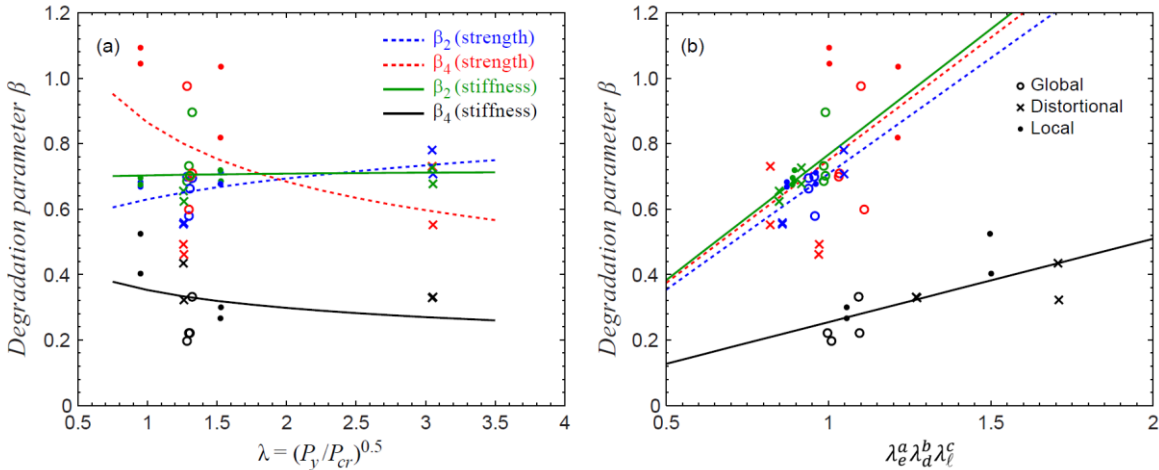 (a)
β2 (strength)
β4 (strength)
β2 (stiffness)
β4 (stiffness)
Degradation parameter β
1.2
1.0
0.8
0.6
0.4
0.2
0
0.5 1 1.5 2 2.5 3 3.5 4
λ = (Py/Pcr)^0.5
(b)
Global
Distortional
Local
Degradation parameter β
1.2
1.0
0.8
0.6
0.4
0.2
0
0.5 1 1.5 2
λ_e^a λ_d^b λ_ℓ^c